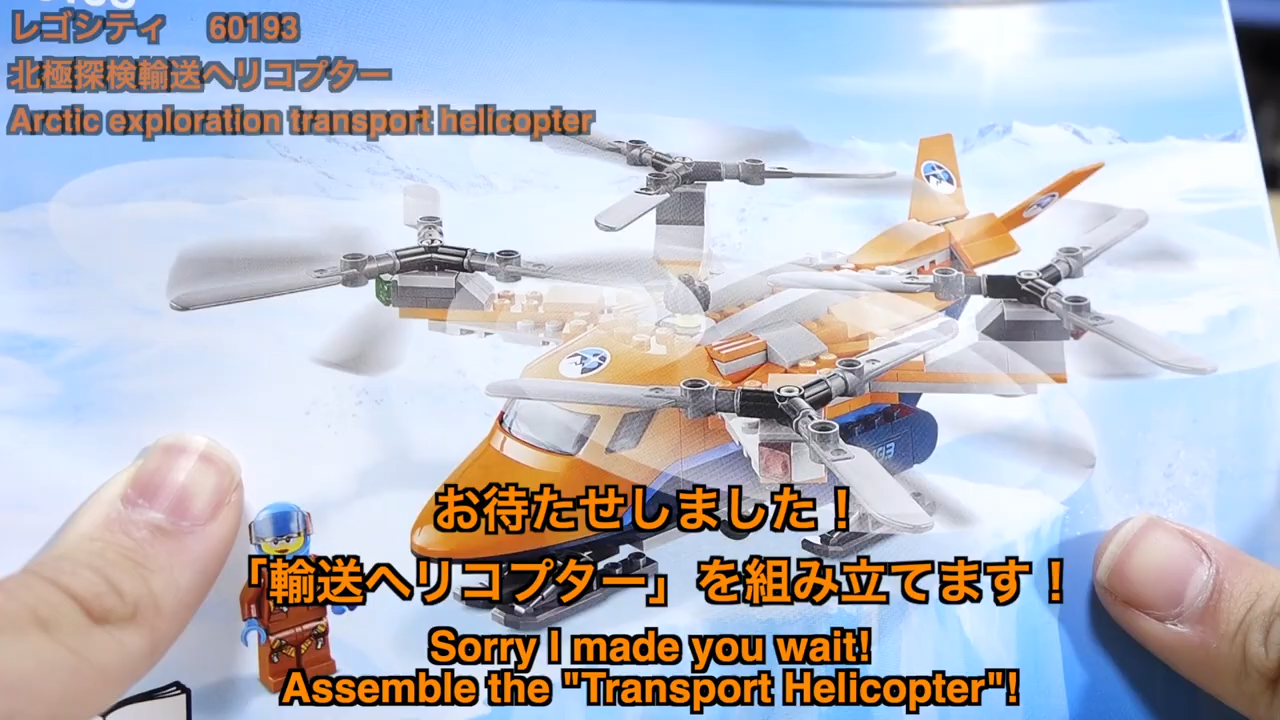 レゴシティ　60193
北極探検輸送ヘリコプター
Arctic exploration transport helicopter
お待たせしました！
「輸送ヘリコプター」を組み立てます！
Sorry I made you wait!
Assemble the "Transport Helicopter"!